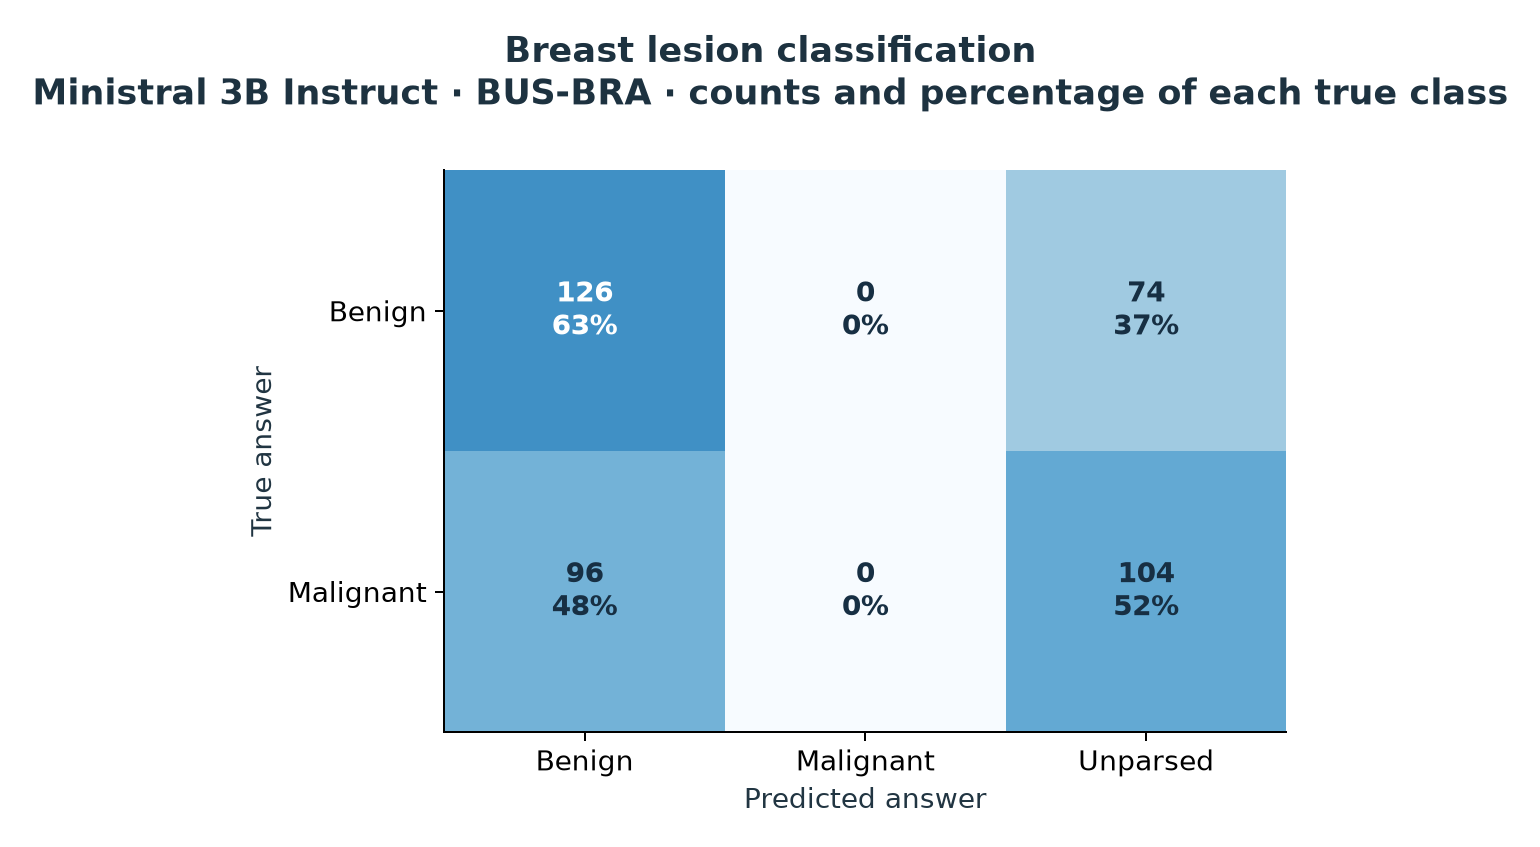 Breast lesion classification
Ministral 3B Instruct · BUS-BRA · counts and percentage of each true class
True answer
Benign
126
63%
0
0%
74
37%
Malignant
96
48%
0
0%
104
52%
Benign
Malignant
Unparsed
Predicted answer